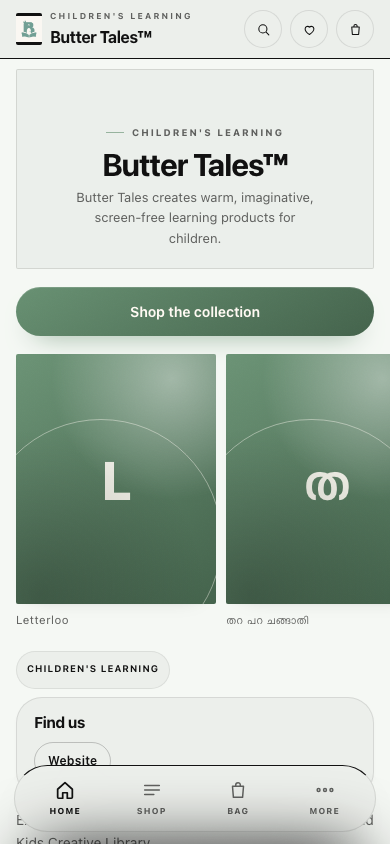 CHILDREN'S LEARNING
Butter Tales™
CHILDREN'S LEARNING
Butter Tales™
Butter Tales creates warm, imaginative,
screen-free learning products for
children.
Shop the collection
L
ത
Letterloo
തറ പറ ചങ്ങാതി
CHILDREN'S LEARNING
Find us
Website
HOME
SHOP
BAG
MORE
Kids Creative Library